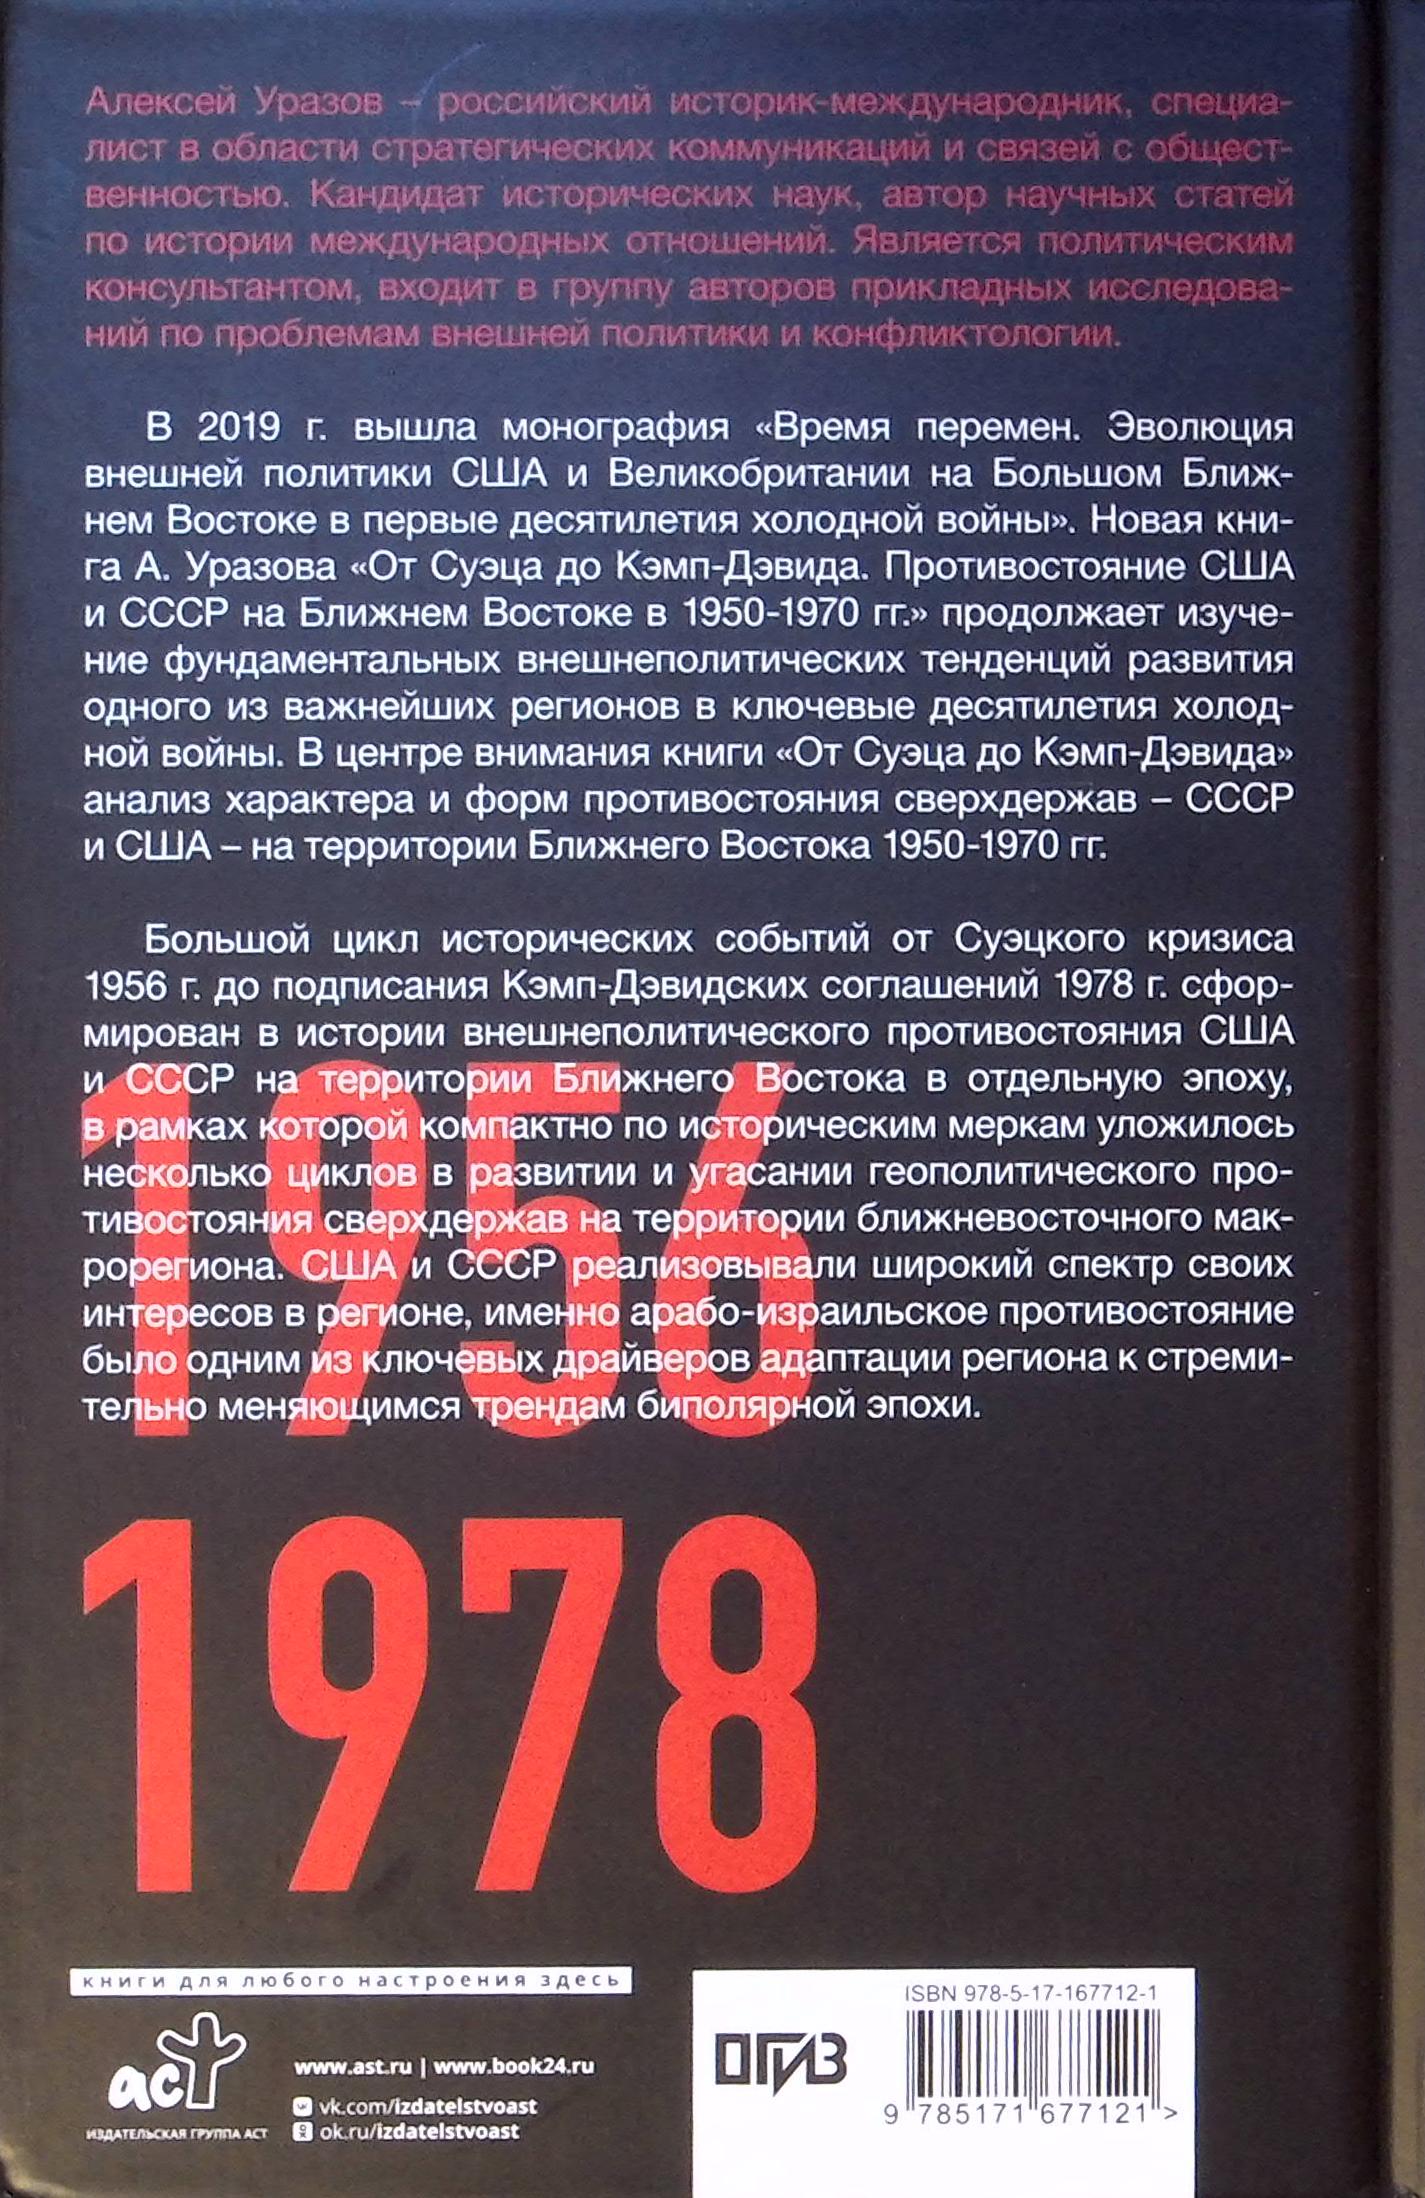 Алексей Уразов – российский историк-международник, специа-
лист в области стратегических коммуникаций и связей с общест-
венностью. Кандидат исторических наук, автор научных статей
по истории международных отношений. Является политическим
консультантом, входит в группу авторов прикладных исследова-
ний по проблемам внешней политики и конфликтологии.
В 2019 г. вышла монография «Время перемен. Эволюция
внешней политики США и Великобритании на Большом Ближ-
нем Востоке в первые десятилетия холодной войны». Новая кни-
га А. Уразова «От Суэца до Кэмп-Дэвида. Противостояние США
и СССР на Ближнем Востоке в 1950-1970 гг.» продолжает изуче-
ние фундаментальных внешнеполитических тенденций развития
одного из важнейших регионов в ключевые десятилетия холод-
ной войны. В центре внимания книги «От Суэца до Кэмп-Дэвида»
анализ характера и форм противостояния сверхдержав – СССР
и США – на территории Ближнего Востока 1950-1970 гг.
Большой цикл исторических событий от Суэцкого кризиса
1956 г. до подписания Кэмп-Дэвидских соглашений 1978 г. сфор-
мирован в истории внешнеполитического противостояния США
и СССР на территории Ближнего Востока в отдельную эпоху,
в рамках которой компактно по историческим меркам уложилось
несколько циклов в развитии и угасании геополитического про-
тивостояния сверхдержав на территории ближневосточного мак-
рорегиона. США и СССР реализовывали широкий спектр своих
интересов в регионе, именно арабо-израильское противостояние
было одним из ключевых драйверов адаптации региона к стреми-
тельно меняющимся трендам биполярной эпохи.
1956
1978
книги для любого настроения здесь
аст
ИЗДАТЕЛЬСКАЯ ГРУППА АСТ
www.ast.ru | www.book24.ru
vk.com/izdatelstvoast
ok.ru/izdatelstvoast
ОГИЗ
ISBN 978-5-17-167712-1
9 785171 677121 >